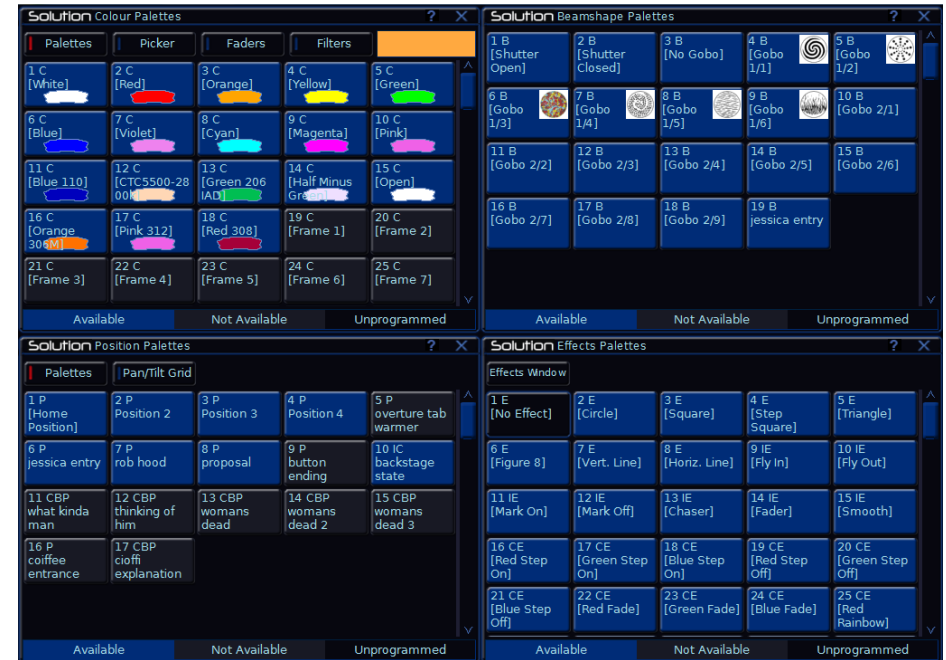 Solution Colour Palettes ? X
Palettes Picker Faders Filters
1 C 2 C 3 C 4 C 5 C
[White] [Red] [Orange] [Yellow] [Green]
6 C 7 C 8 C 9 C 10 C
[Blue] [Violet] [Cyan] [Magenta] [Pink]
11 C 12 C 13 C 14 C 15 C
[Blue 110] [CTC5500-28 [Green 206 [Half Minus [Open]
00K] IAD] Green]
16 C 17 C 18 C 19 C 20 C
[Orange [Pink 312] [Red 308] [Frame 1] [Frame 2]
306M]
21 C 22 C 23 C 24 C 25 C
[Frame 3] [Frame 4] [Frame 5] [Frame 6] [Frame 7]
Available Not Available Unprogrammed
Solution Beamshape Palettes ? X
1 B 2 B 3 B 4 B 5 B
[Shutter [Shutter [No Gobo] [Gobo [Gobo
Open] Closed] 1/1] 1/2]
6 B 7 B 8 B 9 B 10 B
[Gobo [Gobo [Gobo [Gobo [Gobo 2/1]
1/3] 1/4] 1/5] 1/6]
11 B 12 B 13 B 14 B 15 B
[Gobo 2/2] [Gobo 2/3] [Gobo 2/4] [Gobo 2/5] [Gobo 2/6]
16 B 17 B 18 B 19 B
[Gobo 2/7] [Gobo 2/8] [Gobo 2/9] jessica entry
Available Not Available Unprogrammed
Solution Position Palettes ? X
Palettes Pan/Tilt Grid
1 P 2 P 3 P 4 P 5 P
[Home Position 2 Position 3 Position 4 overture tab
Position] warmer
6 P 7 P 8 P 9 P 10 IC
jessica entry rob hood proposal button backstage
ending state
11 CBP 12 CBP 13 CBP 14 CBP 15 CBP
what kinda thinking of womans womans womans
man him dead dead 2 dead 3
16 P 17 CBP
coiffee cioffi
entrance explanation
Available Not Available Unprogrammed
Solution Effects Palettes ? X
Effects Window
1 E 2 E 3 E 4 E 5 E
[No Effect] [Circle] [Square] [Step [Triangle]
Square]
6 E 7 E 8 E 9 IE 10 IE
[Figure 8] [Vert. Line] [Horiz. Line] [Fly In] [Fly Out]
11 IE 12 IE 13 IE 14 IE 15 IE
[Mark On] [Mark Off] [Chaser] [Fader] [Smooth]
16 CE 17 CE 18 CE 19 CE 20 CE
[Red Step [Green Step [Blue Step [Red Step [Green Step
On] On] On] Off] Off]
21 CE 22 CE 23 CE 24 CE 25 CE
[Blue Step [Red Fade] [Green Fade] [Blue Fade] [Red
Off] Rainbow]
Available Not Available Unprogrammed